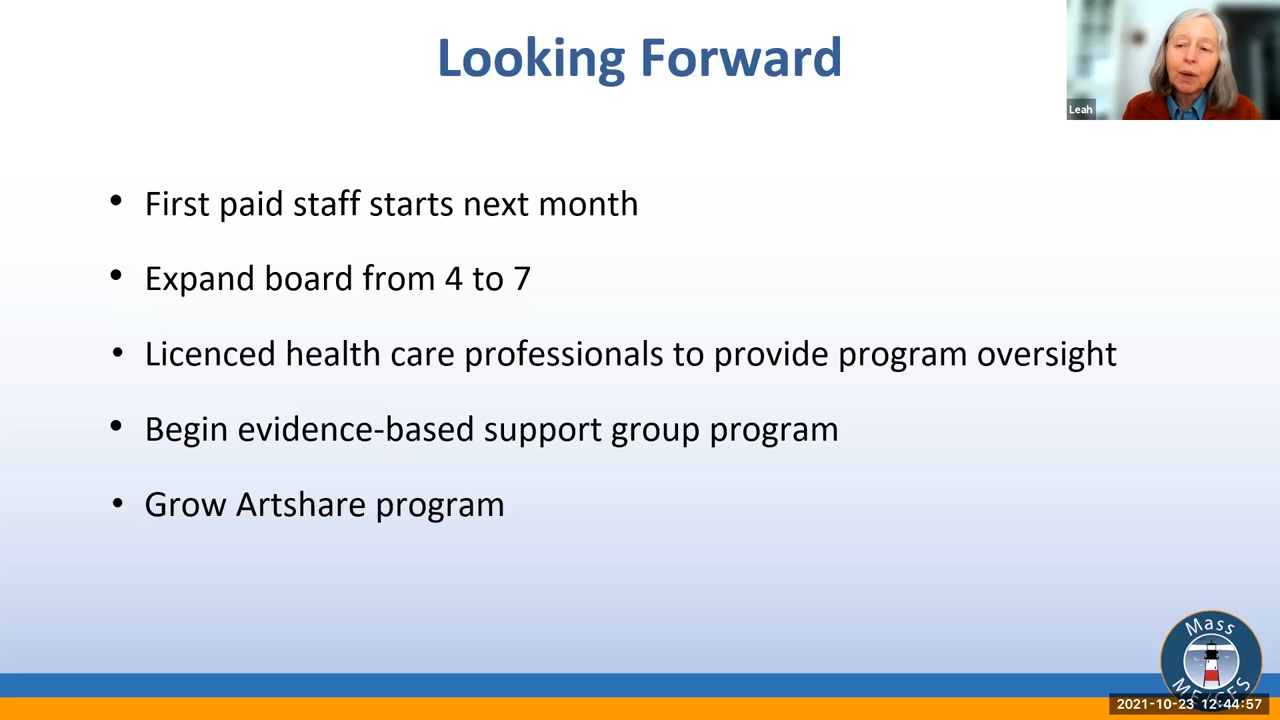 Looking Forward
Leah
• First paid staff starts next month
• Expand board from 4 to 7
• Licenced health care professionals to provide program oversight
• Begin evidence-based support group program
• Grow Artshare program
Mass
ME/CFS
2021-10-23 12:44:57